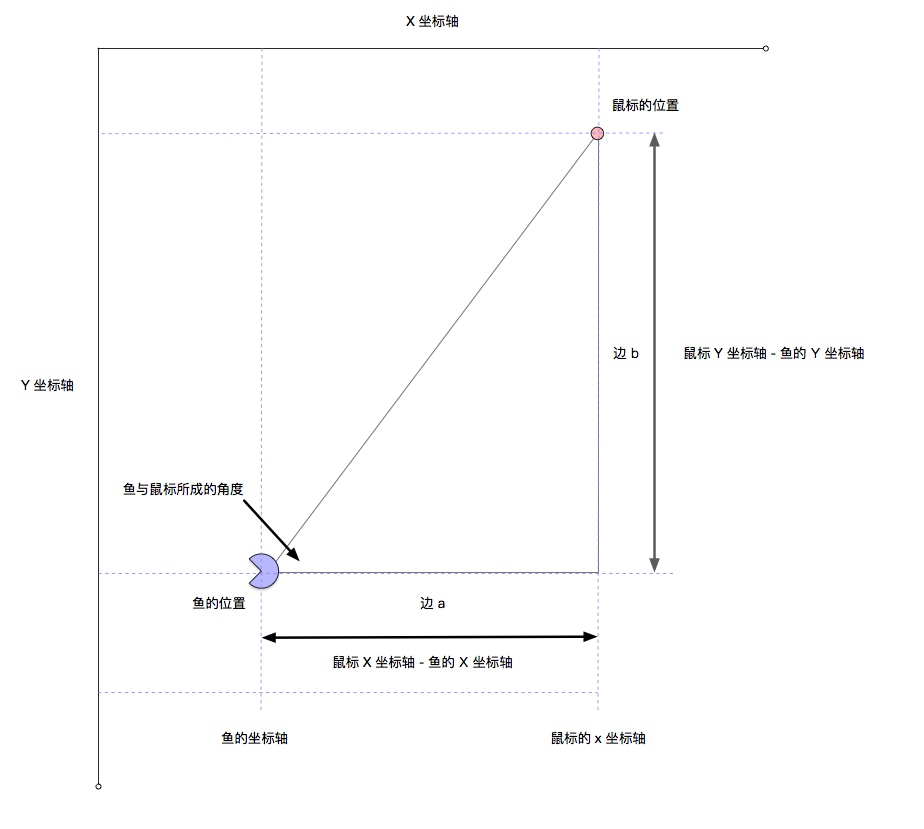 X 坐标轴
鼠标的位置
边 b
鼠标 Y 坐标轴 - 鱼的 Y 坐标轴
Y 坐标轴
鱼与鼠标所成的角度
鱼的位置
边 a
鼠标 X 坐标轴 - 鱼的 X 坐标轴
鱼的坐标轴
鼠标的 x 坐标轴